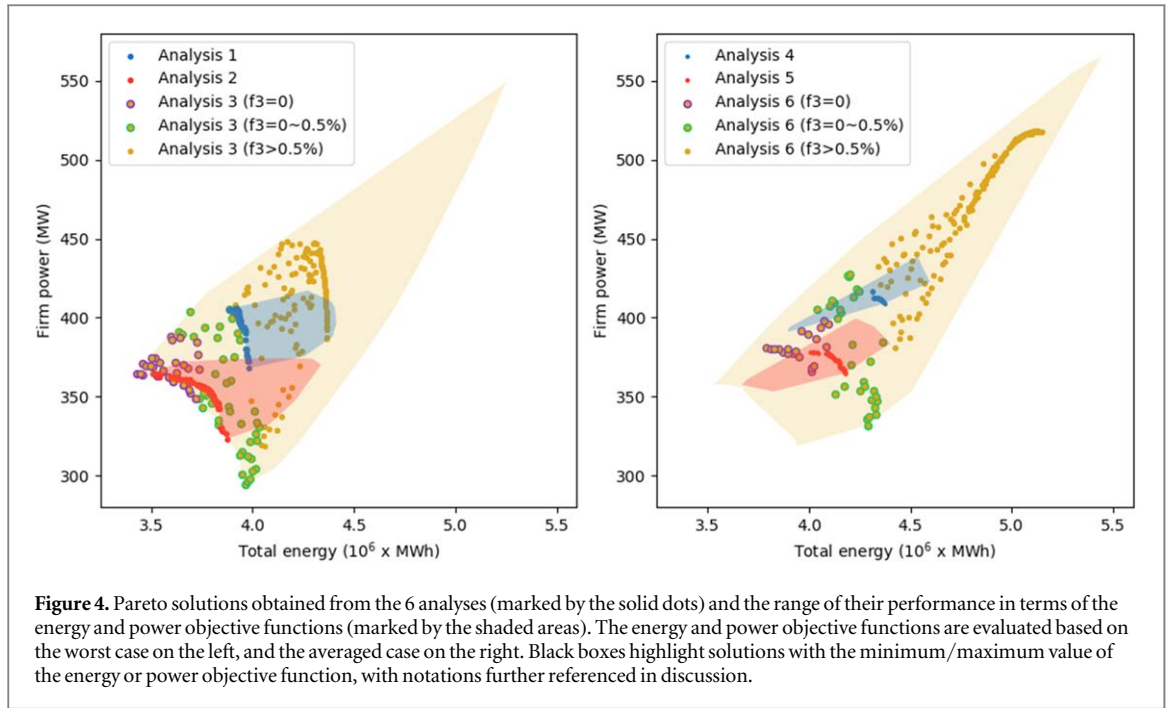 550
500
450
400
350
300
Firm power (MW)
Analysis 1
Analysis 2
Analysis 3 (f3=0)
Analysis 3 (f3=0~0.5%)
Analysis 3 (f3>0.5%)
3.5 4.0 4.5 5.0 5.5
Total energy (10⁶ x MWh)
550
500
450
400
350
300
Firm power (MW)
Analysis 4
Analysis 5
Analysis 6 (f3=0)
Analysis 6 (f3=0~0.5%)
Analysis 6 (f3>0.5%)
3.5 4.0 4.5 5.0 5.5
Total energy (10⁶ x MWh)
Figure 4. Pareto solutions obtained from the 6 analyses (marked by the solid dots) and the range of their performance in terms of the
energy and power objective functions (marked by the shaded areas). The energy and power objective functions are evaluated based on
the worst case on the left, and the averaged case on the right. Black boxes highlight solutions with the minimum/maximum value of
the energy or power objective function, with notations further referenced in discussion.